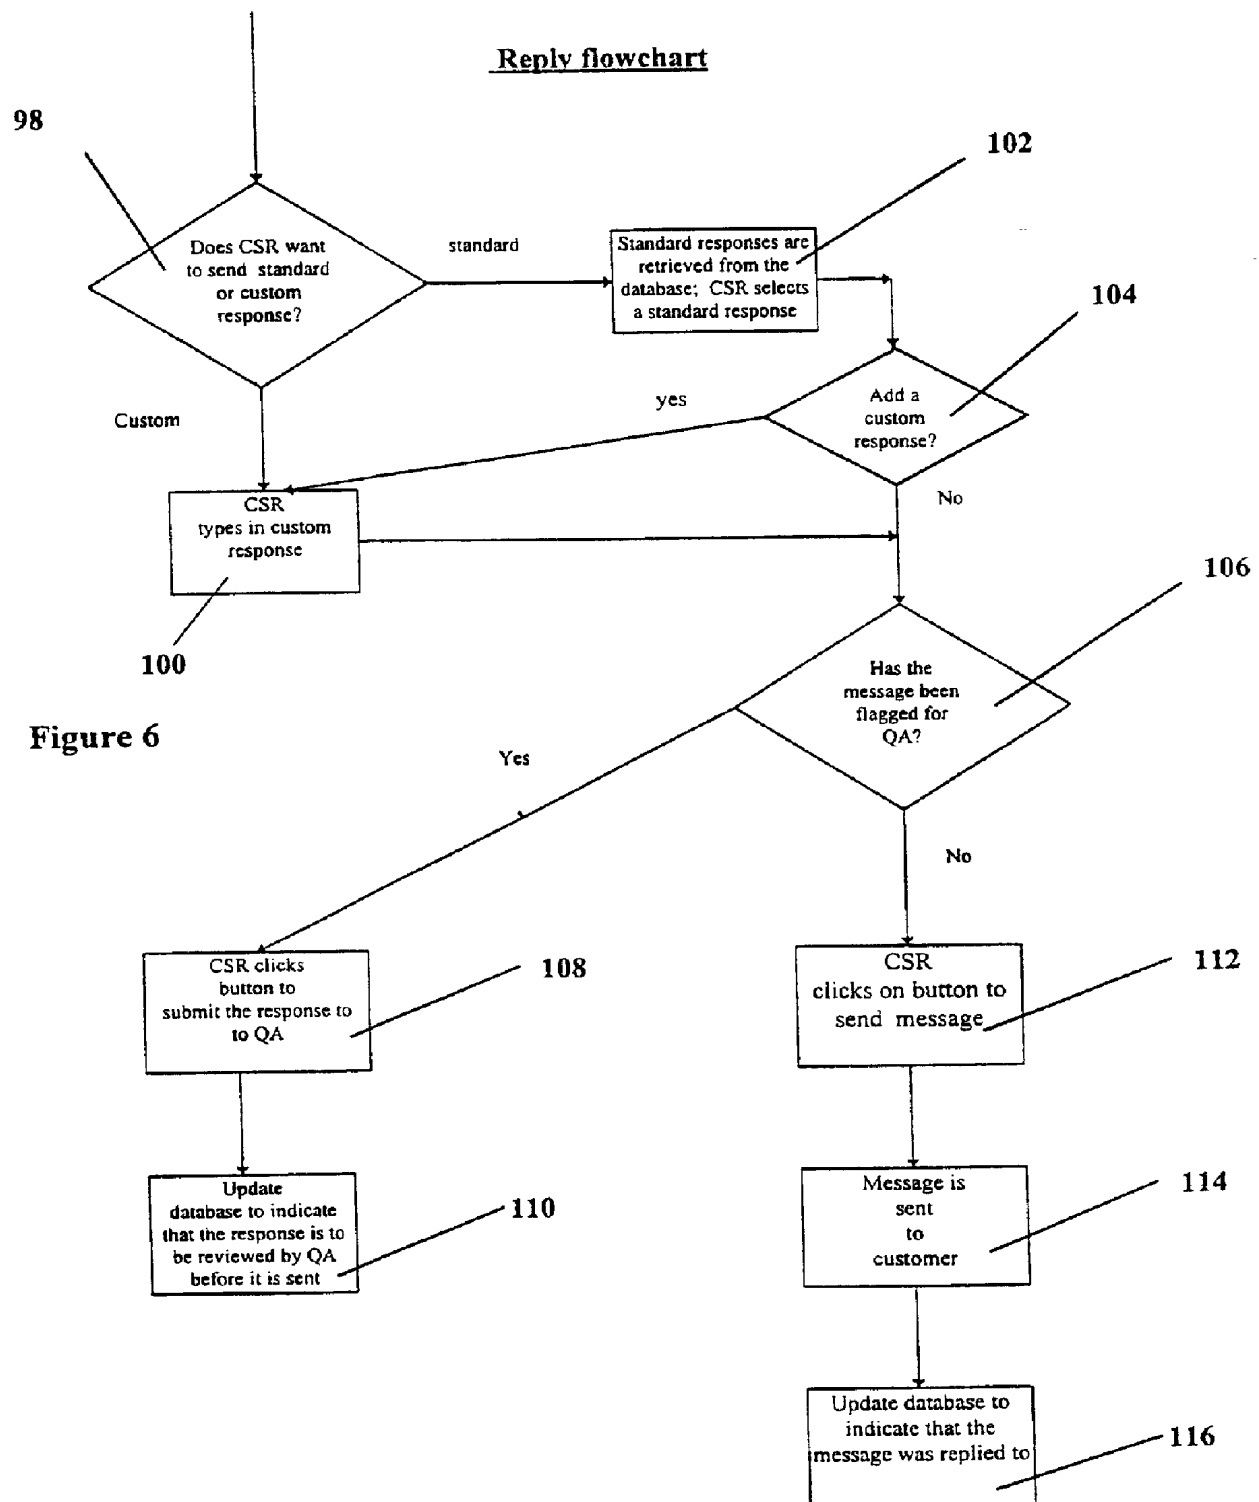 Reply flowchart
98
102
Does CSR want
to send standard
or custom
response?
standard
Standard responses are
retrieved from the
database; CSR selects
a standard response
104
Custom
yes
Add a
custom
response?
No
CSR
types in custom
response
100
106
Has the
message been
flagged for
QA?
Figure 6
Yes
No
CSR clicks
button to
submit the response to
to QA
108
CSR
clicks on button to
send message
112
Update
database to indicate
that the response is to
be reviewed by QA
before it is sent
110
Message is
sent
to
customer
114
Update database to
indicate that the
message was replied to
116